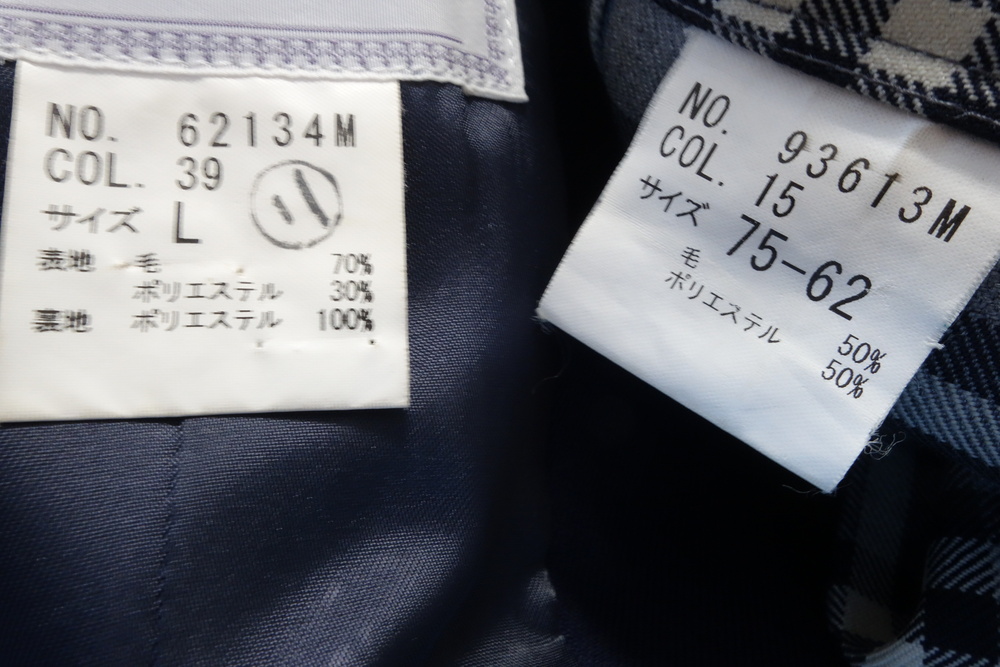 NO. 62134M
COL. 39
サイズ L
表地 毛 70%
ポリエステル 30%
裏地 ポリエステル 100%
NO. 93613M
COL. 15
サイズ 75-62
毛 50%
ポリエステル 50%